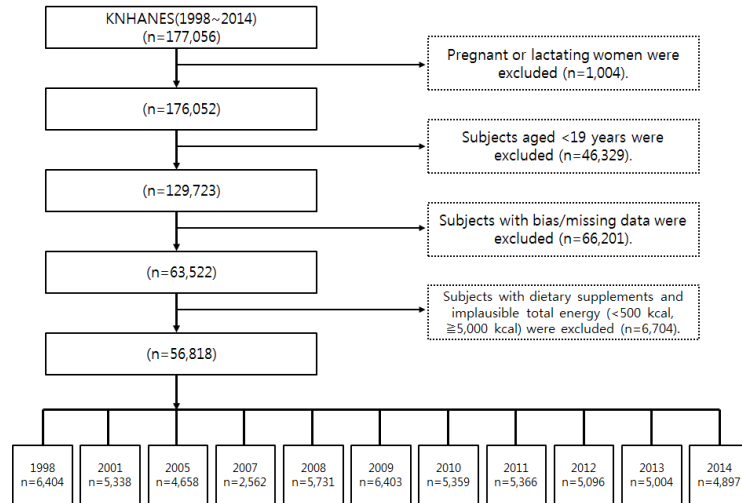 KNHANES(1998~2014)
(n=177,056)
Pregnant or lactating women were
excluded (n=1,004).
(n=176,052)
Subjects aged <19 years were
excluded (n=46,329).
(n=129,723)
Subjects with bias/missing data were
excluded (n=66,201).
(n=63,522)
Subjects with dietary supplements and
implausible total energy (<500 kcal,
≧5,000 kcal) were excluded (n=6,704).
(n=56,818)
1998
n=6,404
2001
n=5,338
2005
n=4,658
2007
n=2,562
2008
n=5,731
2009
n=6,403
2010
n=5,359
2011
n=5,366
2012
n=5,096
2013
n=5,004
2014
n=4,897